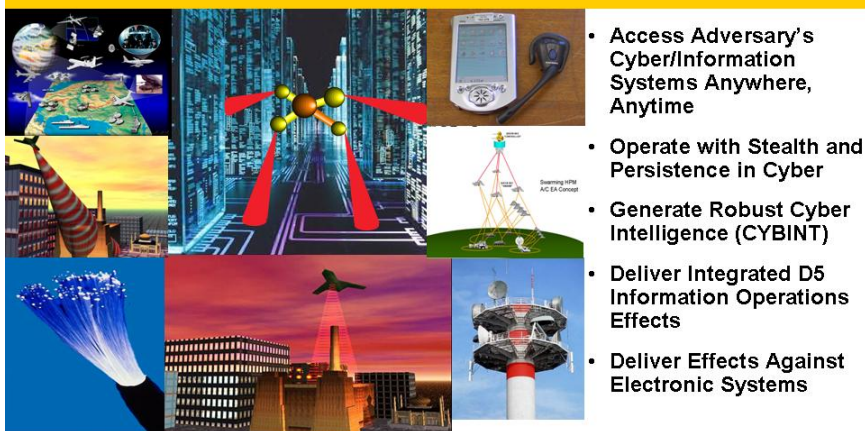 • Access Adversary's
Cyber/Information
Systems Anywhere,
Anytime
Swarming HPM
A/C EA Concept
• Operate with Stealth and
Persistence in Cyber
• Generate Robust Cyber
Intelligence (CYBINT)
• Deliver Integrated D5
Information Operations
Effects
• Deliver Effects Against
Electronic Systems